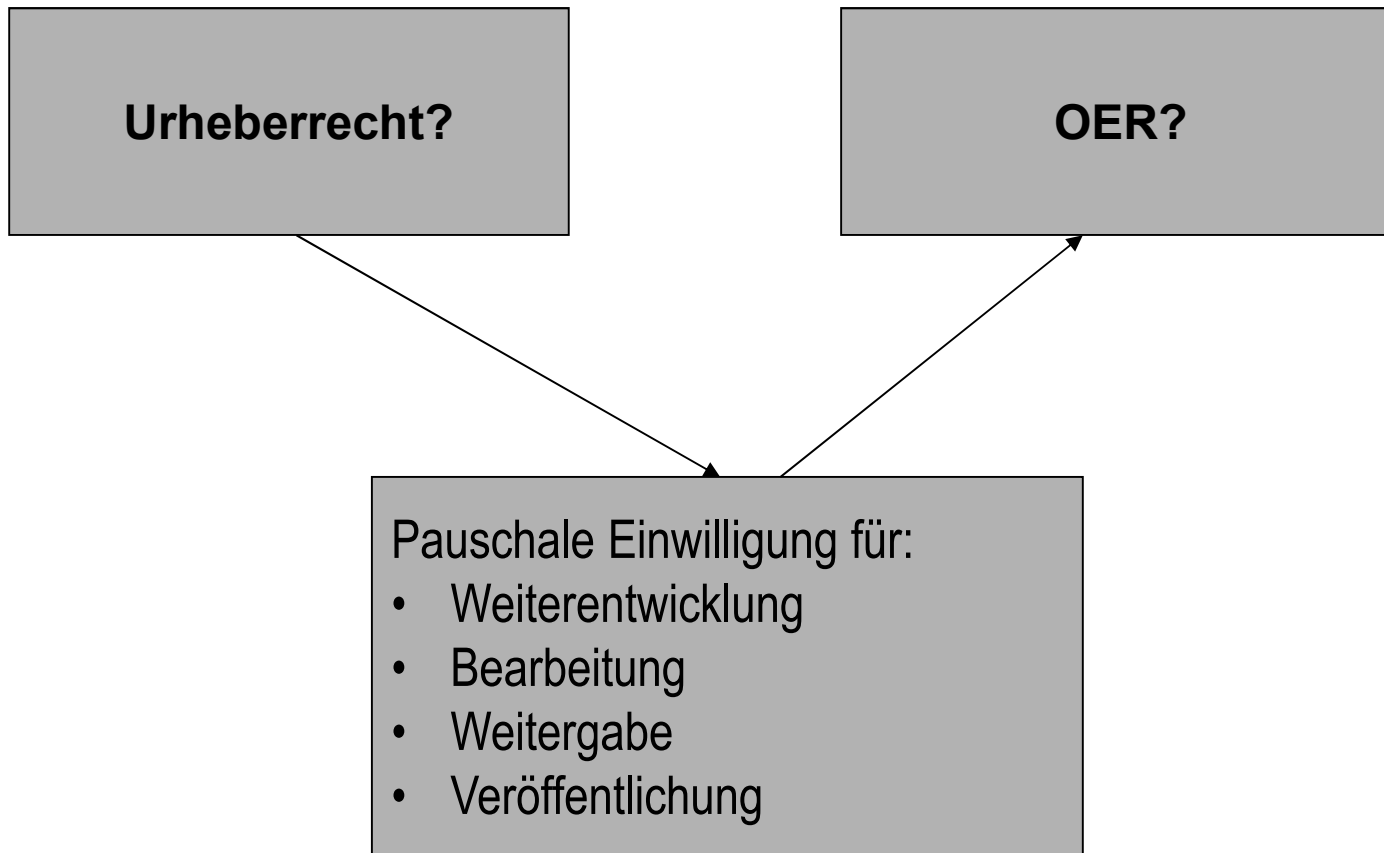 Urheberrecht?
OER?
Pauschale Einwilligung für:
• Weiterentwicklung
• Bearbeitung
• Weitergabe
• Veröffentlichung